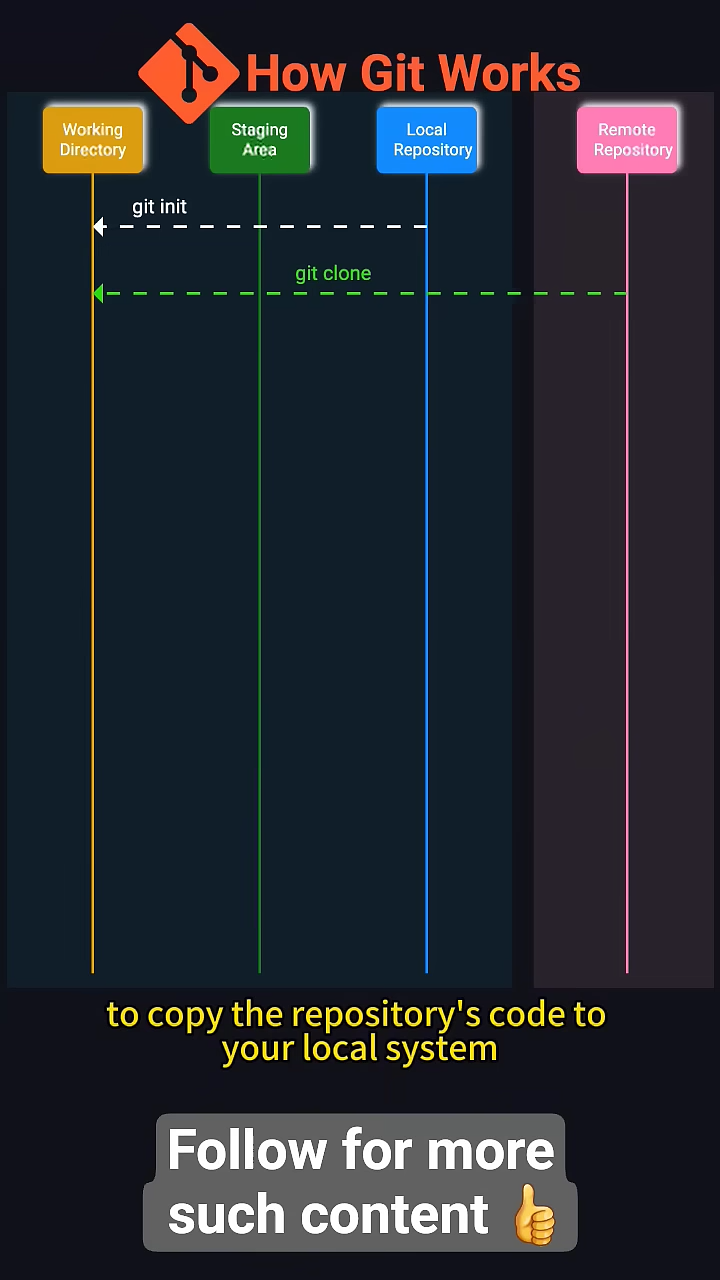 How Git Works
Working
Directory
Staging
Area
Local
Repository
Remote
Repository
git init
git clone
to copy the repository's code to
your local system
Follow for more
such content 👍